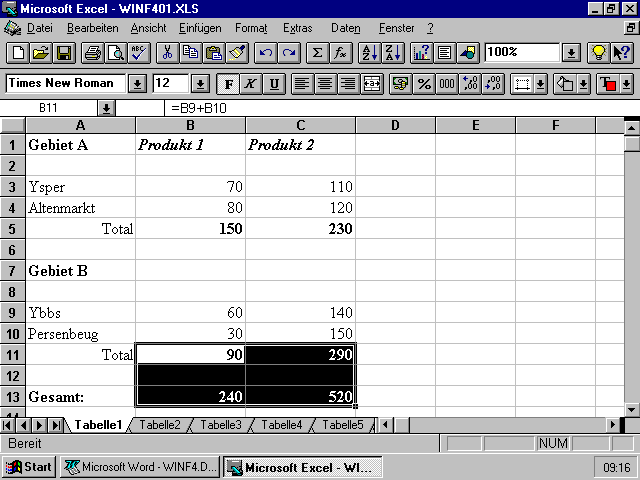 Microsoft Excel - WINF401.XLS
Datei Bearbeiten Ansicht Einfügen Format Extras Daten Fenster ?
ABC Σ fx A Z Z A 100% ?
Times New Roman 12 F K U a % 000 ,00 ,0 T
B11 =B9+B10
A B C D E F
1 Gebiet A Produkt 1 Produkt 2
2
3 Ysper 70 110
4 Altenmarkt 80 120
5 Total 150 230
6
7 Gebiet B
8
9 Ybbs 60 140
10 Persenbeug 30 150
11 Total 90 290
12
13 Gesamt: 240 520
Tabelle1 Tabelle2 Tabelle3 Tabelle4 Tabelle5
Bereit NUM
Start Microsoft Word - WINF4.D... Microsoft Excel - WI... 09:16